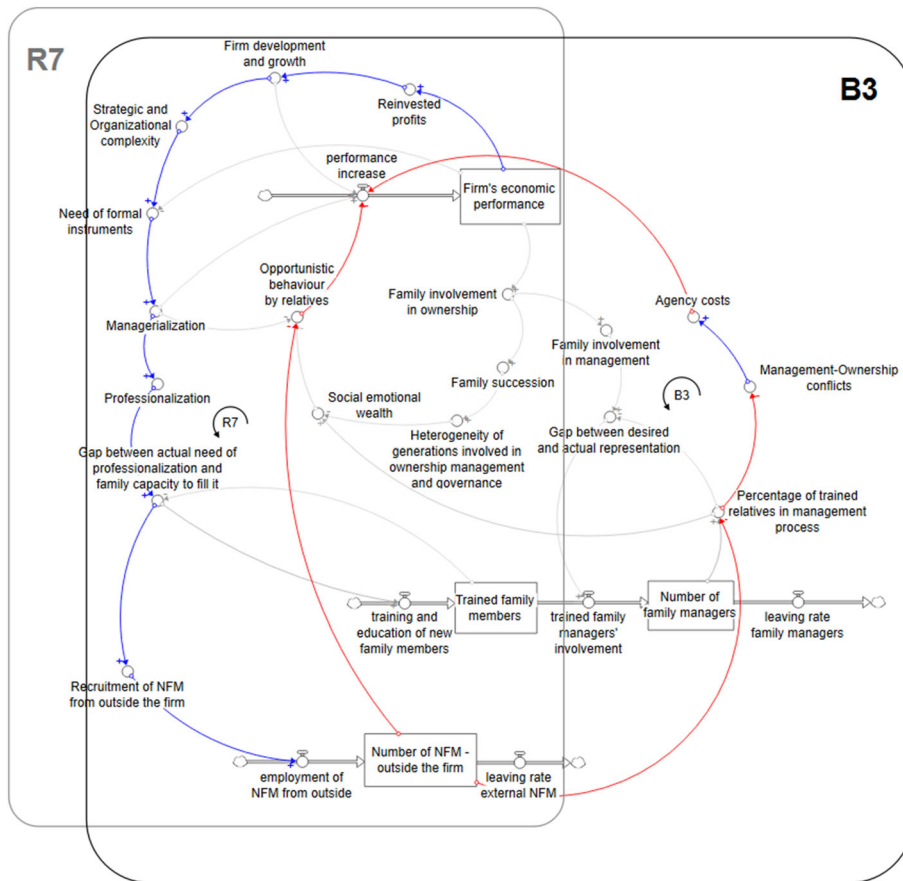 R7
B3
Firm development
and growth
Reinvested
profits
Strategic and
Organizational
complexity
performance
increase
Firm's economic
performance
Need of formal
instruments
Opportunistic
behaviour
by relatives
Family involvement
in ownership
Agency costs
Managerialization
Family involvement
in management
Family succession
Management-Ownership
conflicts
Professionalization
Social emotional
wealth
B3
R7
Heterogeneity of
generations involved in
ownership management
and governance
Gap between desired
and actual representation
Gap between actual need of
professionalization and
family capacity to fill it
Percentage of trained
relatives in management
process
Trained family
members
Number of
family managers
training and
education of new
family members
trained family
managers'
involvement
leaving rate
family managers
Recruitment of NFM
from outside the firm
Number of NFM -
outside the firm
employment of
NFM from outside
leaving rate
external NFM